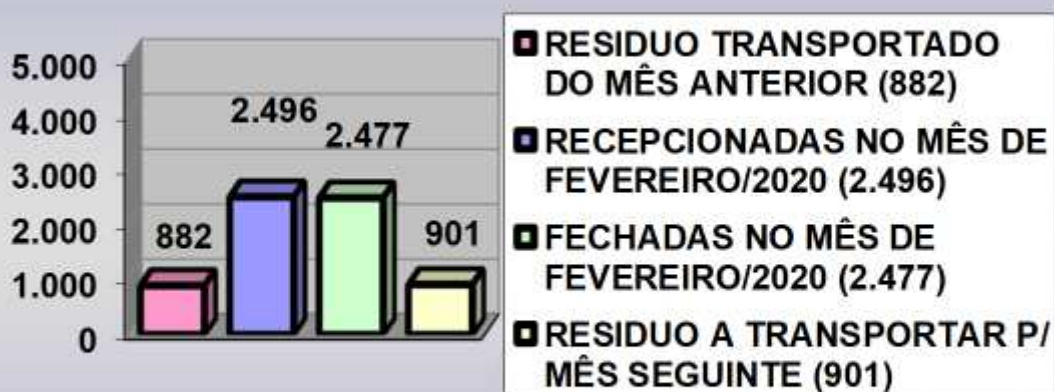 5.000
4.000
3.000
2.000
1.000
0
882
2.496
2.477
901
RESIDUO TRANSPORTADO
DO MÊS ANTERIOR (882)
RECEPCIONADAS NO MÊS DE
FEVEREIRO/2020 (2.496)
FECHADAS NO MÊS DE
FEVEREIRO/2020 (2.477)
RESIDUO A TRANSPORTAR P/
MÊS SEGUINTE (901)